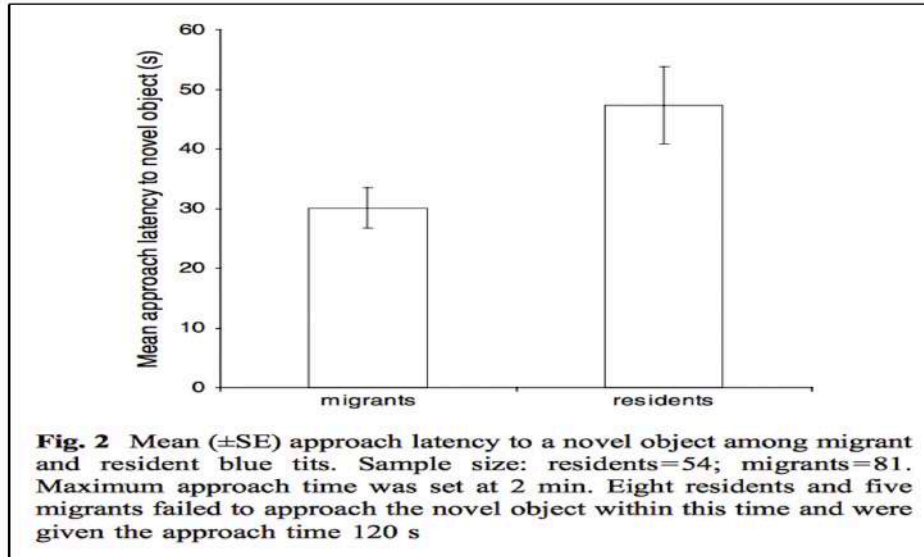 Mean approach latency to novel object (s)
60
50
40
30
20
10
0
migrants
residents
Fig. 2 Mean (±SE) approach latency to a novel object among migrant
and resident blue tits. Sample size: residents=54; migrants=81.
Maximum approach time was set at 2 min. Eight residents and five
migrants failed to approach the novel object within this time and were
given the approach time 120 s